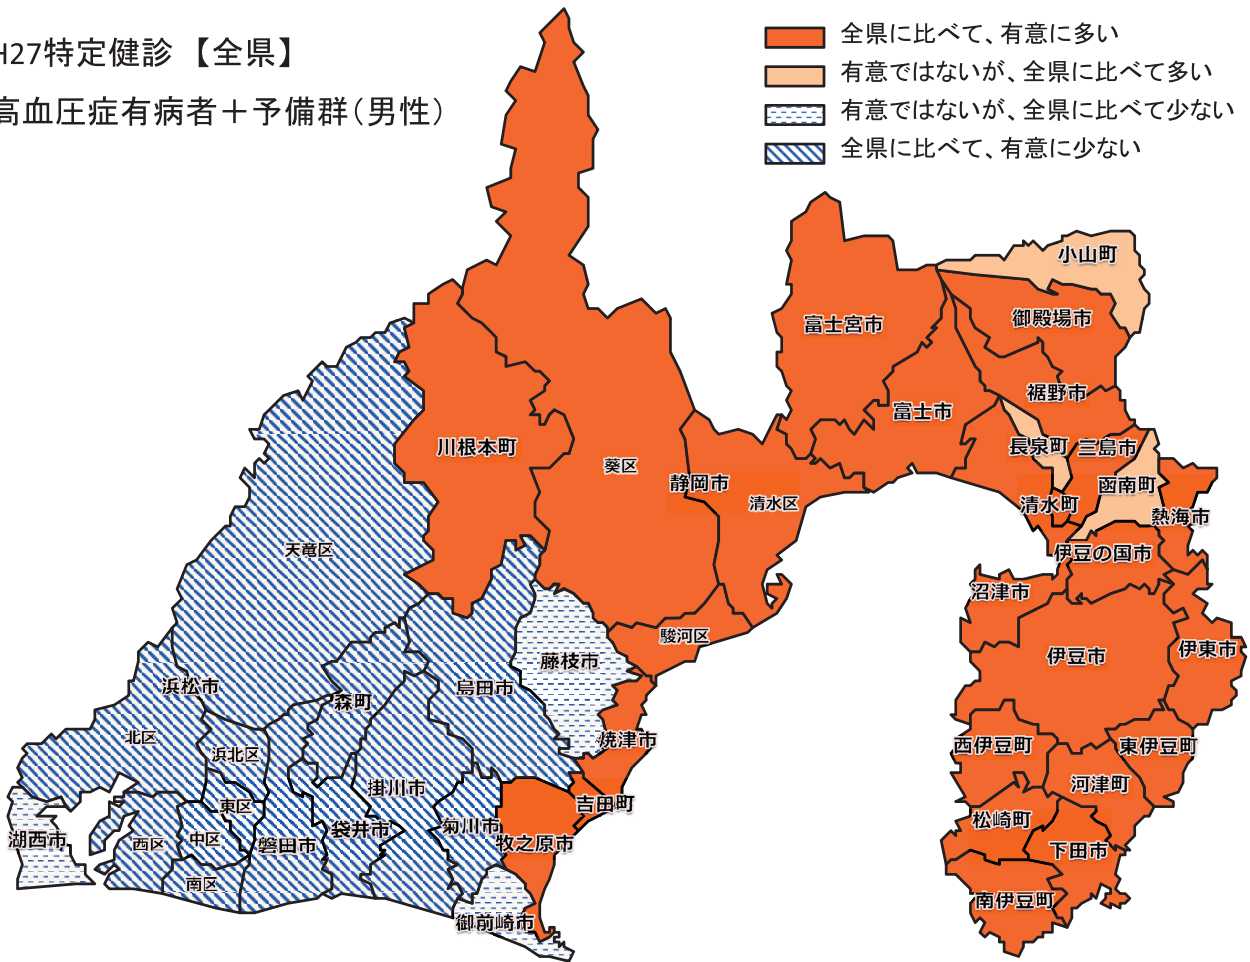 H27特定健診 【全県】
高血圧症有病者＋予備群（男性）
全県に比べて、有意に多い
有意ではないが、全県に比べて多い
有意ではないが、全県に比べて少ない
全県に比べて、有意に少ない
小山町
富士宮市
御殿場市
裾野市
富士市
川根本町
長泉町
三島市
葵区
静岡市
函南町
清水区
清水町
熱海市
天竜区
伊豆の国市
沼津市
駿河区
伊豆市
伊東市
藤枝市
浜松市
島田市
森町
北区
焼津市
西伊豆町
東伊豆町
浜北区
掛川市
河津町
東区
吉田町
松崎町
菊川市
袋井市
湖西市
西区
中区
磐田市
牧之原市
下田市
南区
南伊豆町
御前崎市